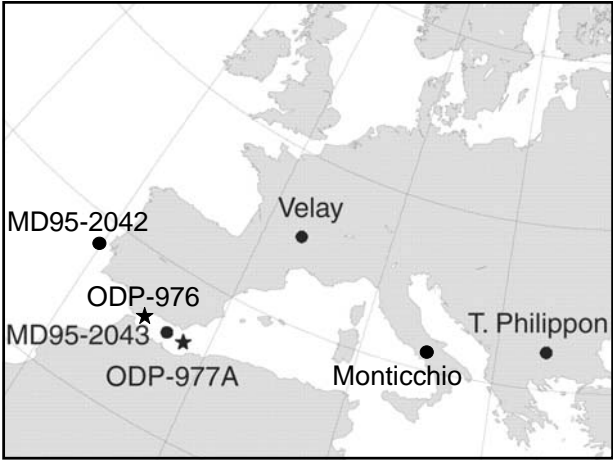 Velay
MD95-2042
ODP-976
MD95-2043
T. Philippon
ODP-977A
Monticchio